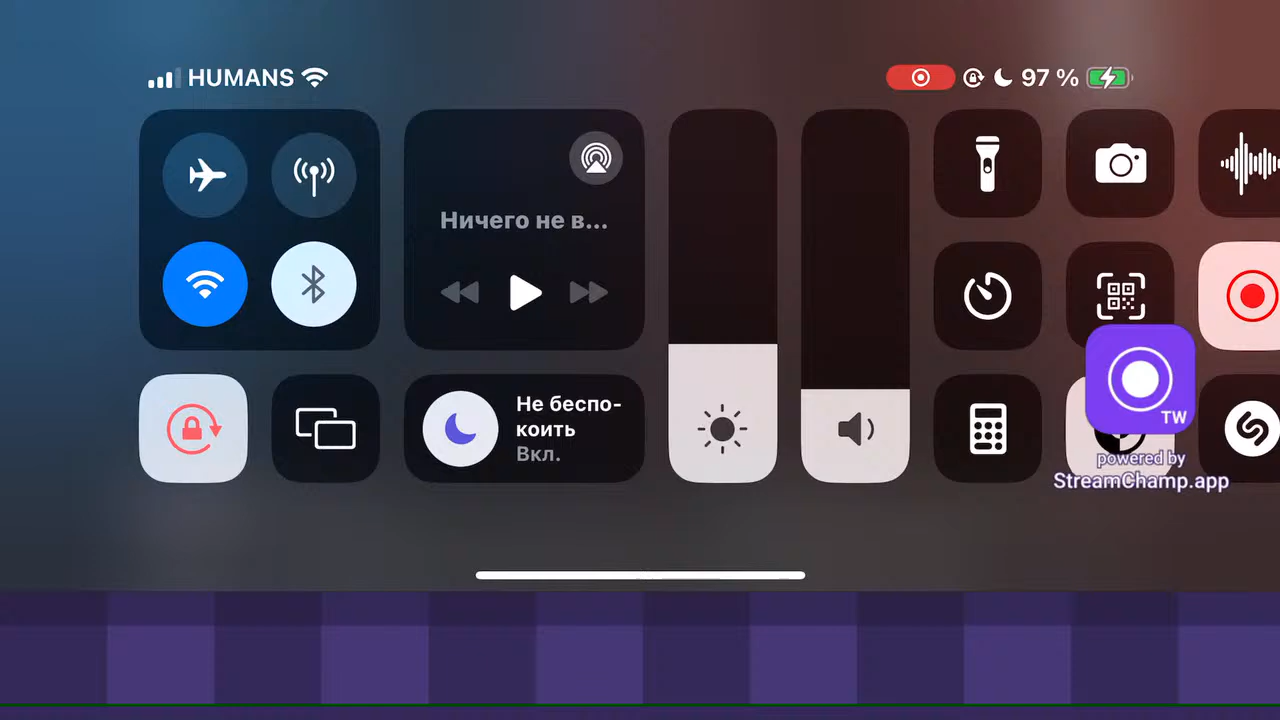 HUMANS
97 %
Ничего не в...
Не беспо-
коить
Вкл.
TW
powered by
StreamChamp.app